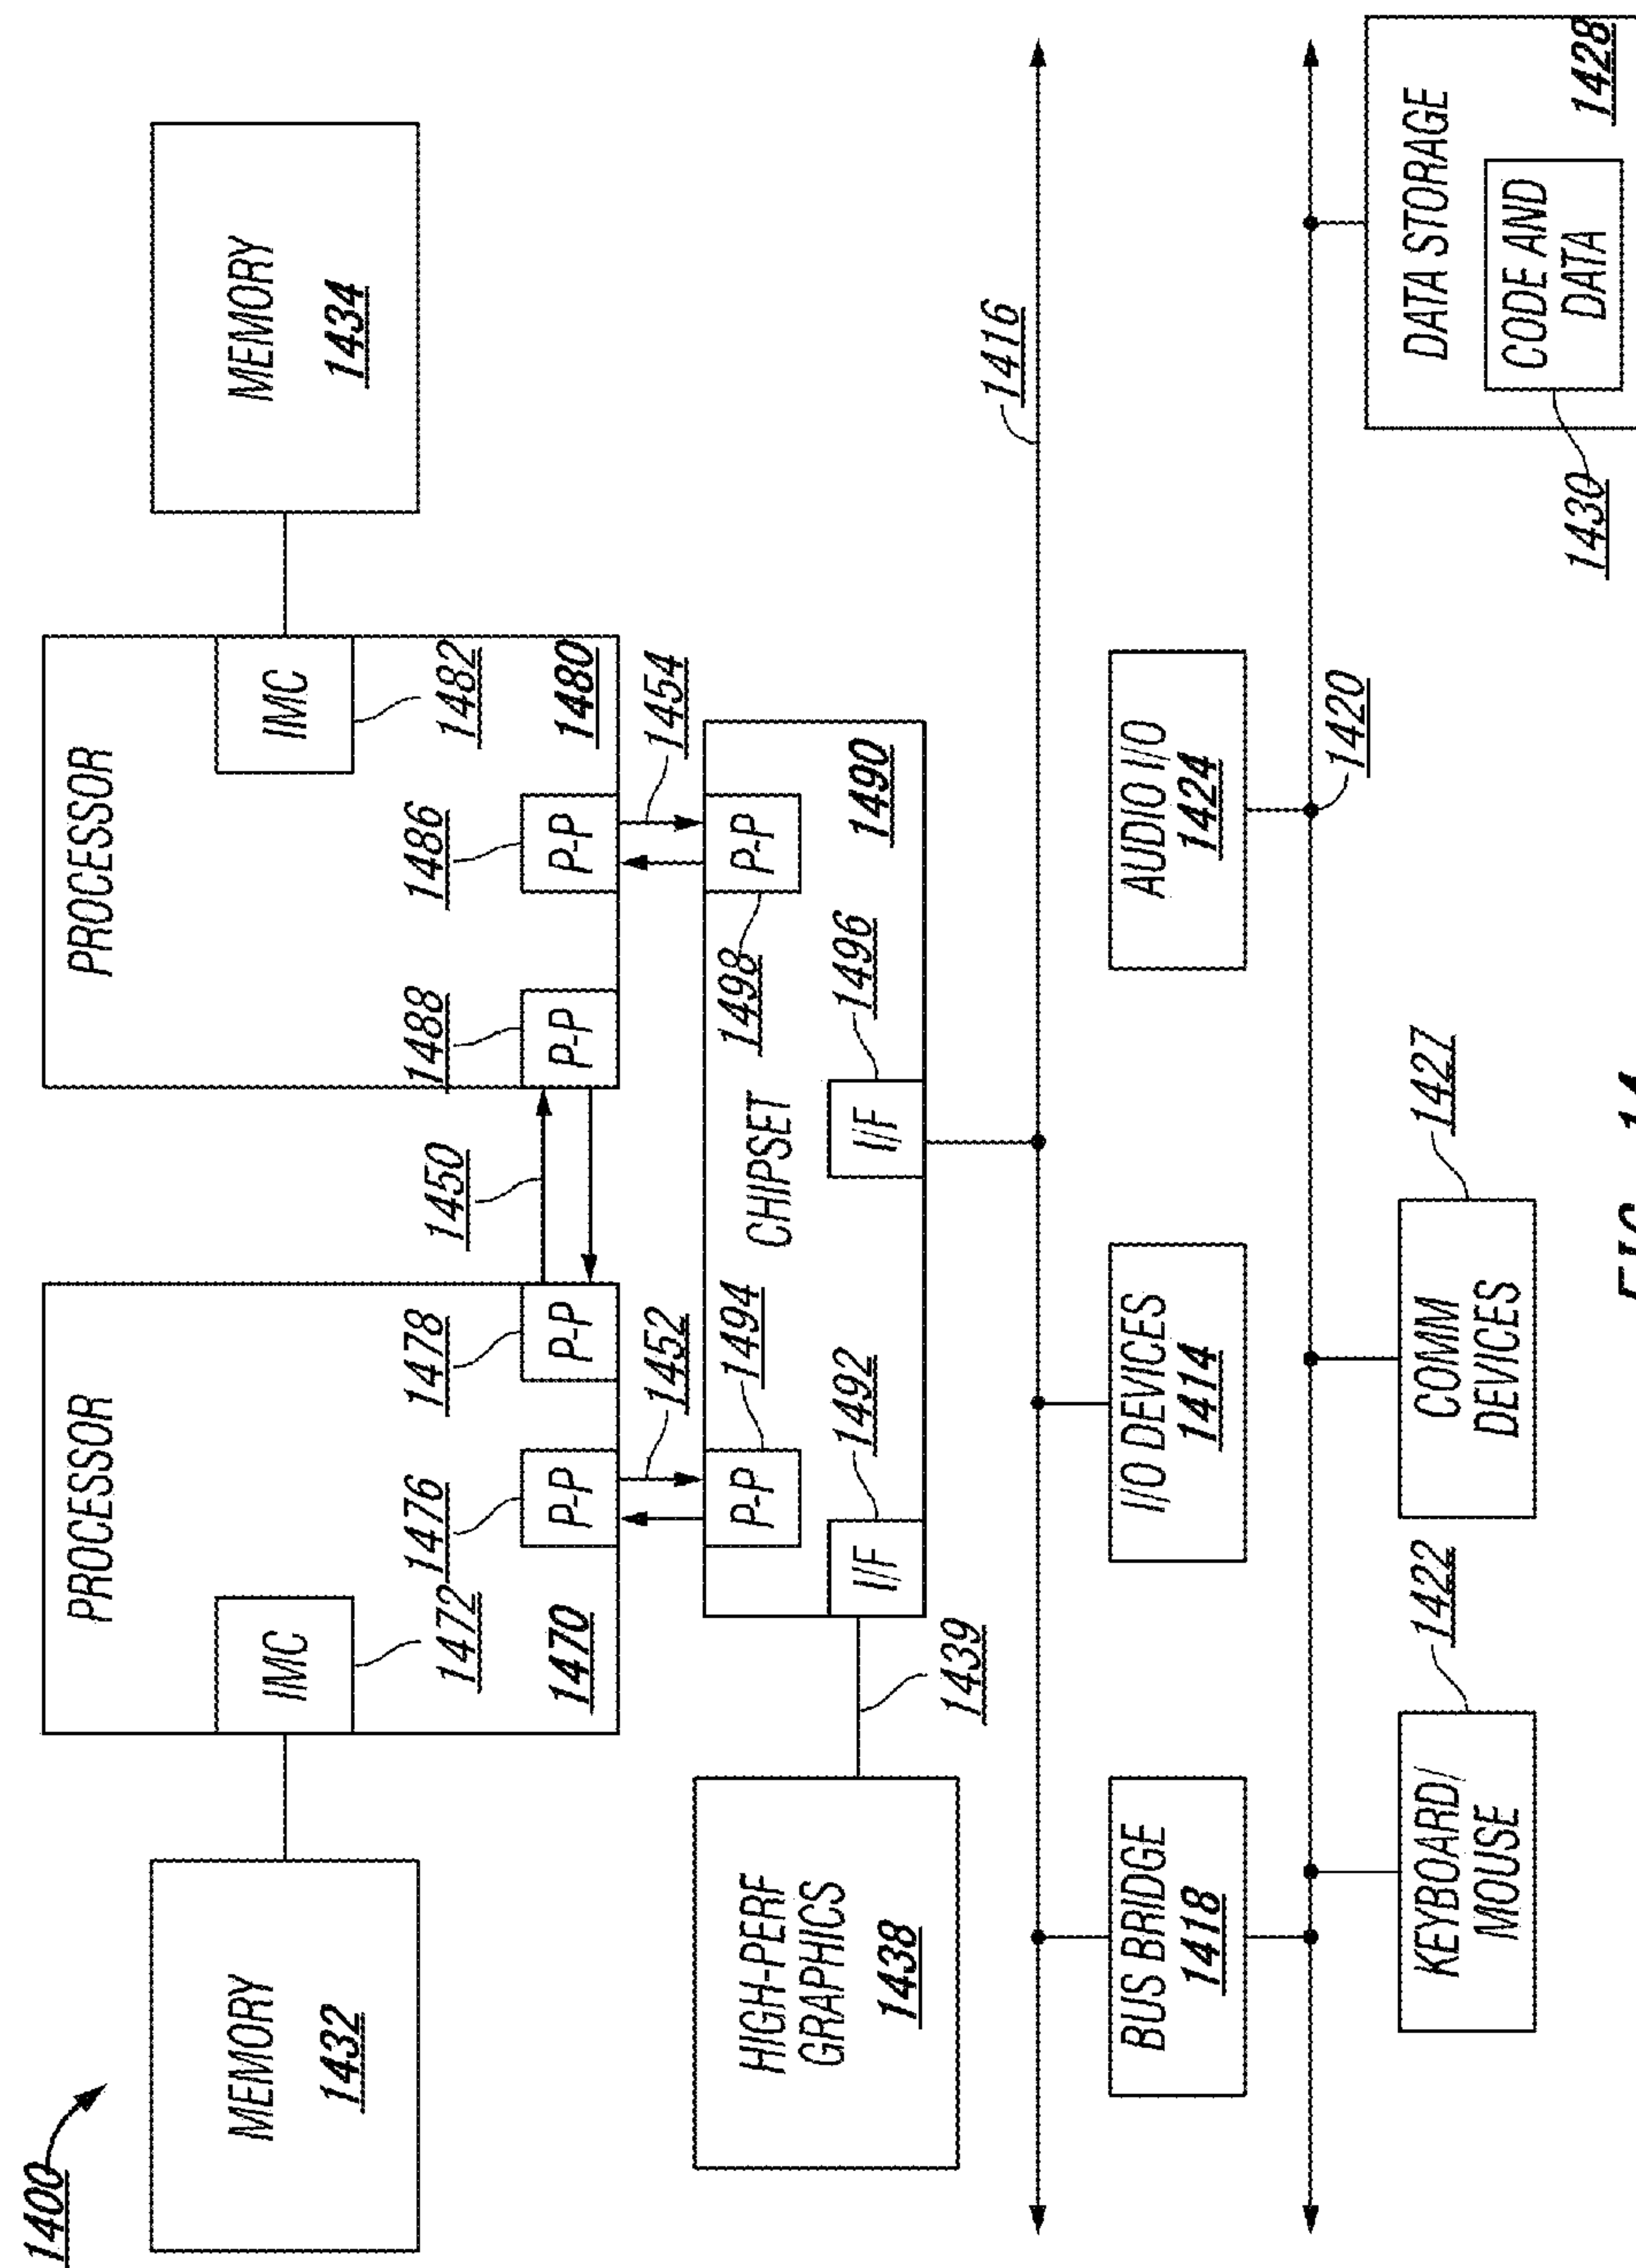 1400
PROCESSOR
PROCESSOR
MEMORY
1432
IMC
1472
1470
1476
P-P
1478
P-P
1450
1488
P-P
1486
P-P
IMC
1482
1480
MEMORY
1434
1452
1454
HIGH-PERF
GRAPHICS
1438
1439
P-P
1494
I/F
1492
CHIPSET
P-P
1498
I/F
1496
1490
1416
BUS BRIDGE
1418
I/O DEVICES
1414
AUDIO I/O
1424
1420
KEYBOARD/
MOUSE
1422
COMM
DEVICES
1427
DATA STORAGE
1428
CODE AND
DATA
1430